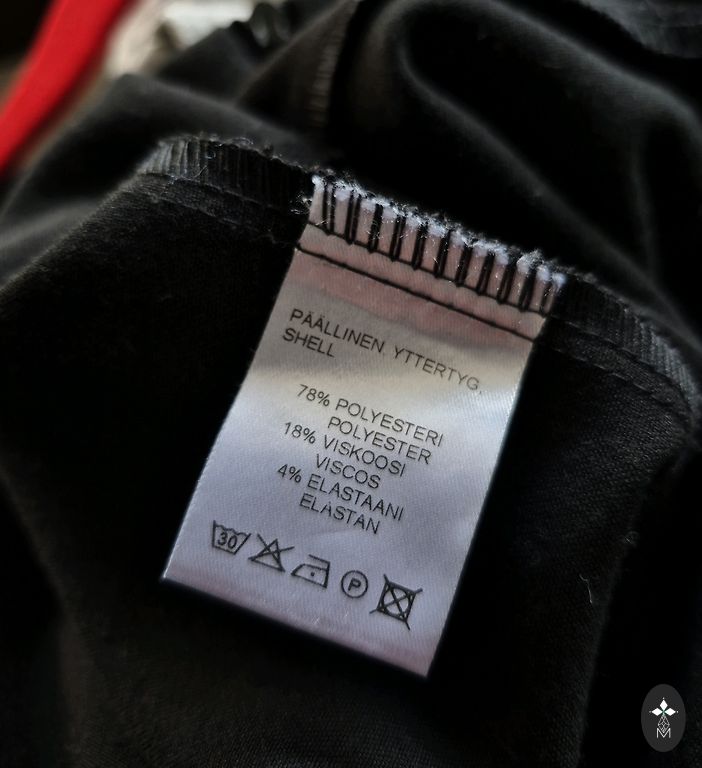 PÄÄLLINEN, YTTERTYG,
SHELL
78% POLYESTERI
POLYESTER
18% VISKOOSI
VISCOS
4% ELASTAANI
ELASTAN
30 P
M